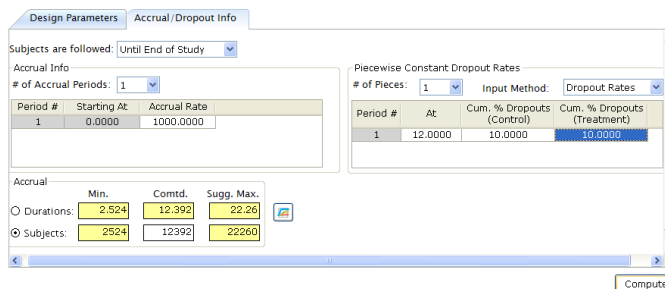 Design Parameters Accrual/Dropout Info
Subjects are followed: Until End of Study
Accrual Info
# of Accrual Periods: 1
Period # Starting At Accrual Rate
1 0.0000 1000.0000
Piecewise Constant Dropout Rates
# of Pieces: 1 Input Method: Dropout Rates
Period # At Cum. % Dropouts (Control) Cum. % Dropouts (Treatment)
1 12.0000 10.0000 10.0000
Accrual
Min. Comtd. Sugg. Max.
Durations: 2.524 12.392 22.26
Subjects: 2524 12392 22260
Compute